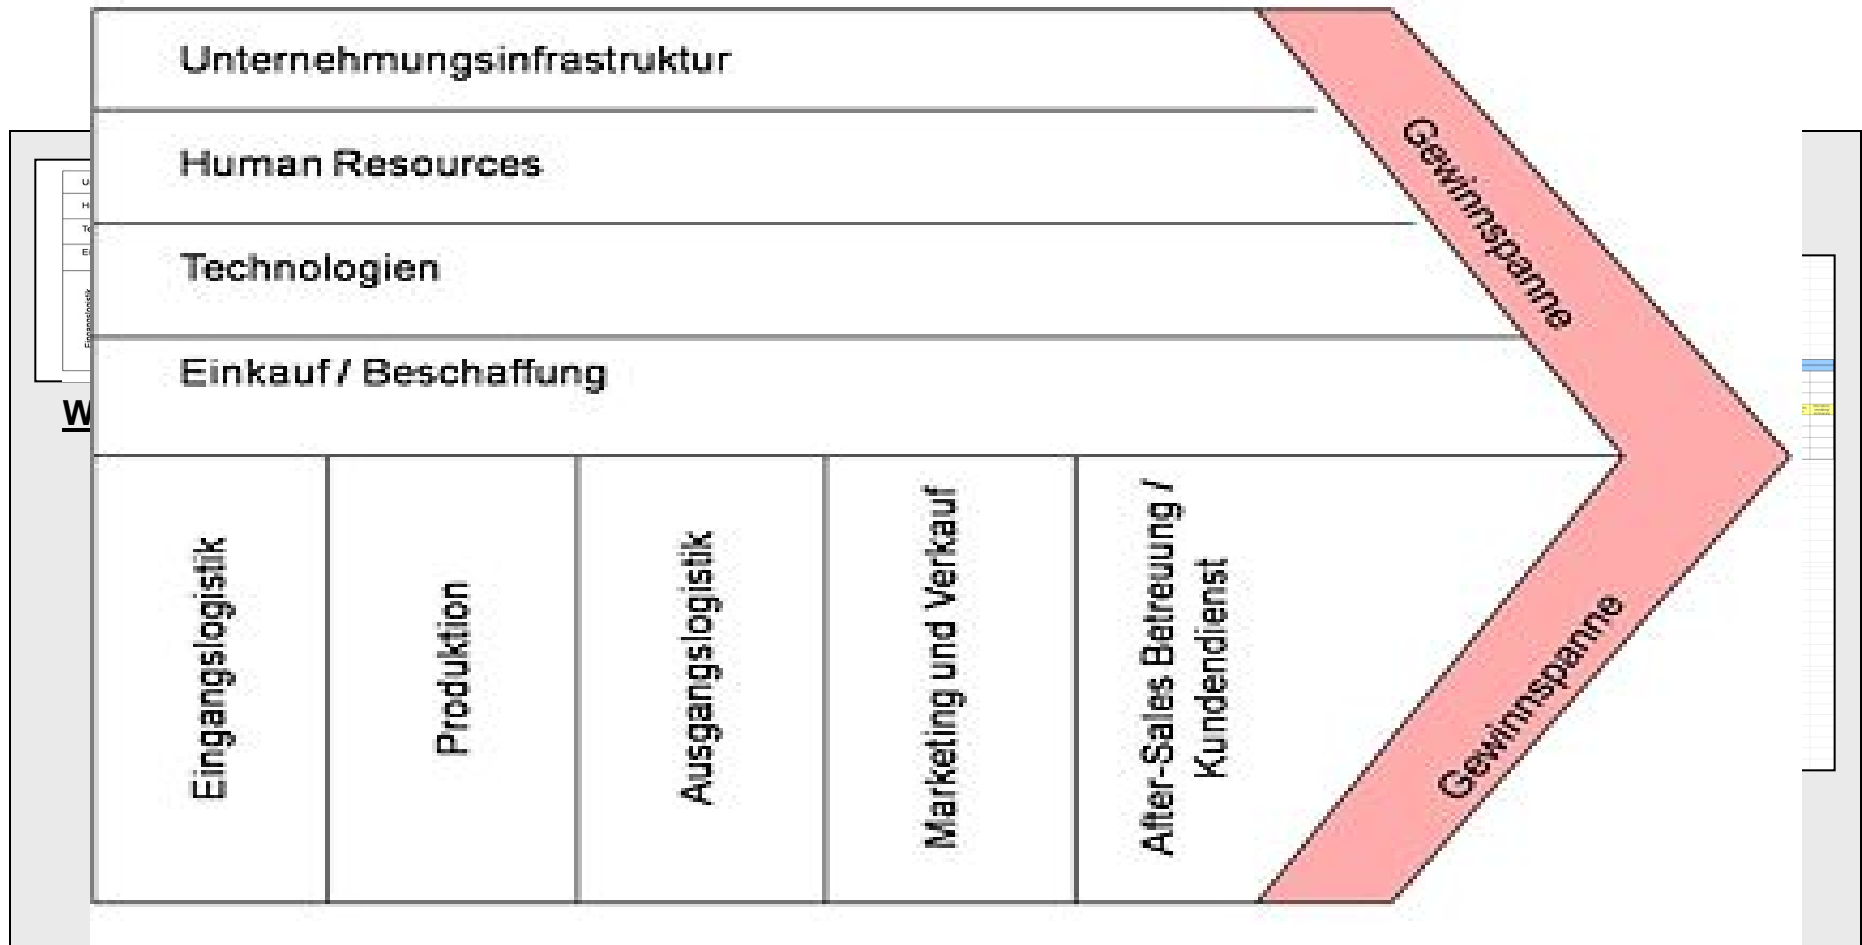 Unternehmungsinfrastruktur
Human Resources
Technologien
Einkauf / Beschaffung
Eingangslogistik
Produktion
Ausgangslogistik
Marketing und Verkauf
After-Sales Betreuung /
Kundendienst
Gewinnspanne
Gewinnspanne